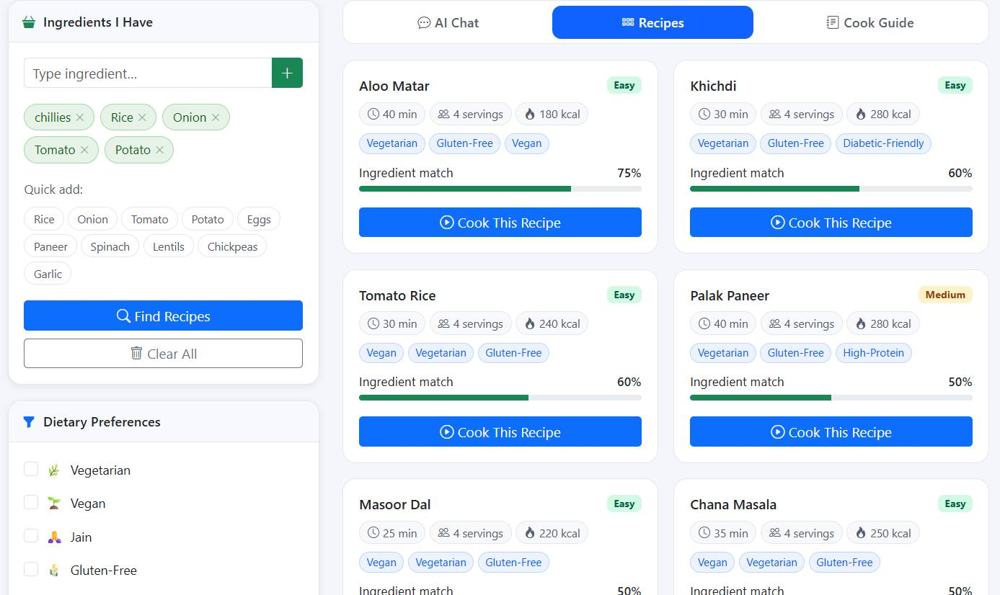 Ingredients I Have
Type ingredient...
chillies Rice Onion
Tomato Potato
Quick add:
Rice Onion Tomato Potato Eggs
Paneer Spinach Lentils Chickpeas
Garlic
Find Recipes
Clear All
Dietary Preferences
Vegetarian
Vegan
Jain
Gluten-Free
AI Chat Recipes Cook Guide
Aloo Matar Easy
40 min 4 servings 180 kcal
Vegetarian Gluten-Free Vegan
Ingredient match 75%
Cook This Recipe
Khichdi Easy
30 min 4 servings 280 kcal
Vegetarian Gluten-Free Diabetic-Friendly
Ingredient match 60%
Cook This Recipe
Tomato Rice Easy
30 min 4 servings 240 kcal
Vegan Vegetarian Gluten-Free
Ingredient match 60%
Cook This Recipe
Palak Paneer Medium
40 min 4 servings 280 kcal
Vegetarian Gluten-Free High-Protein
Ingredient match 50%
Cook This Recipe
Masoor Dal Easy
25 min 4 servings 220 kcal
Vegan Vegetarian Gluten-Free
Ingredient match 50%
Chana Masala Easy
35 min 4 servings 250 kcal
Vegan Vegetarian Gluten-Free
Ingredient match 50%